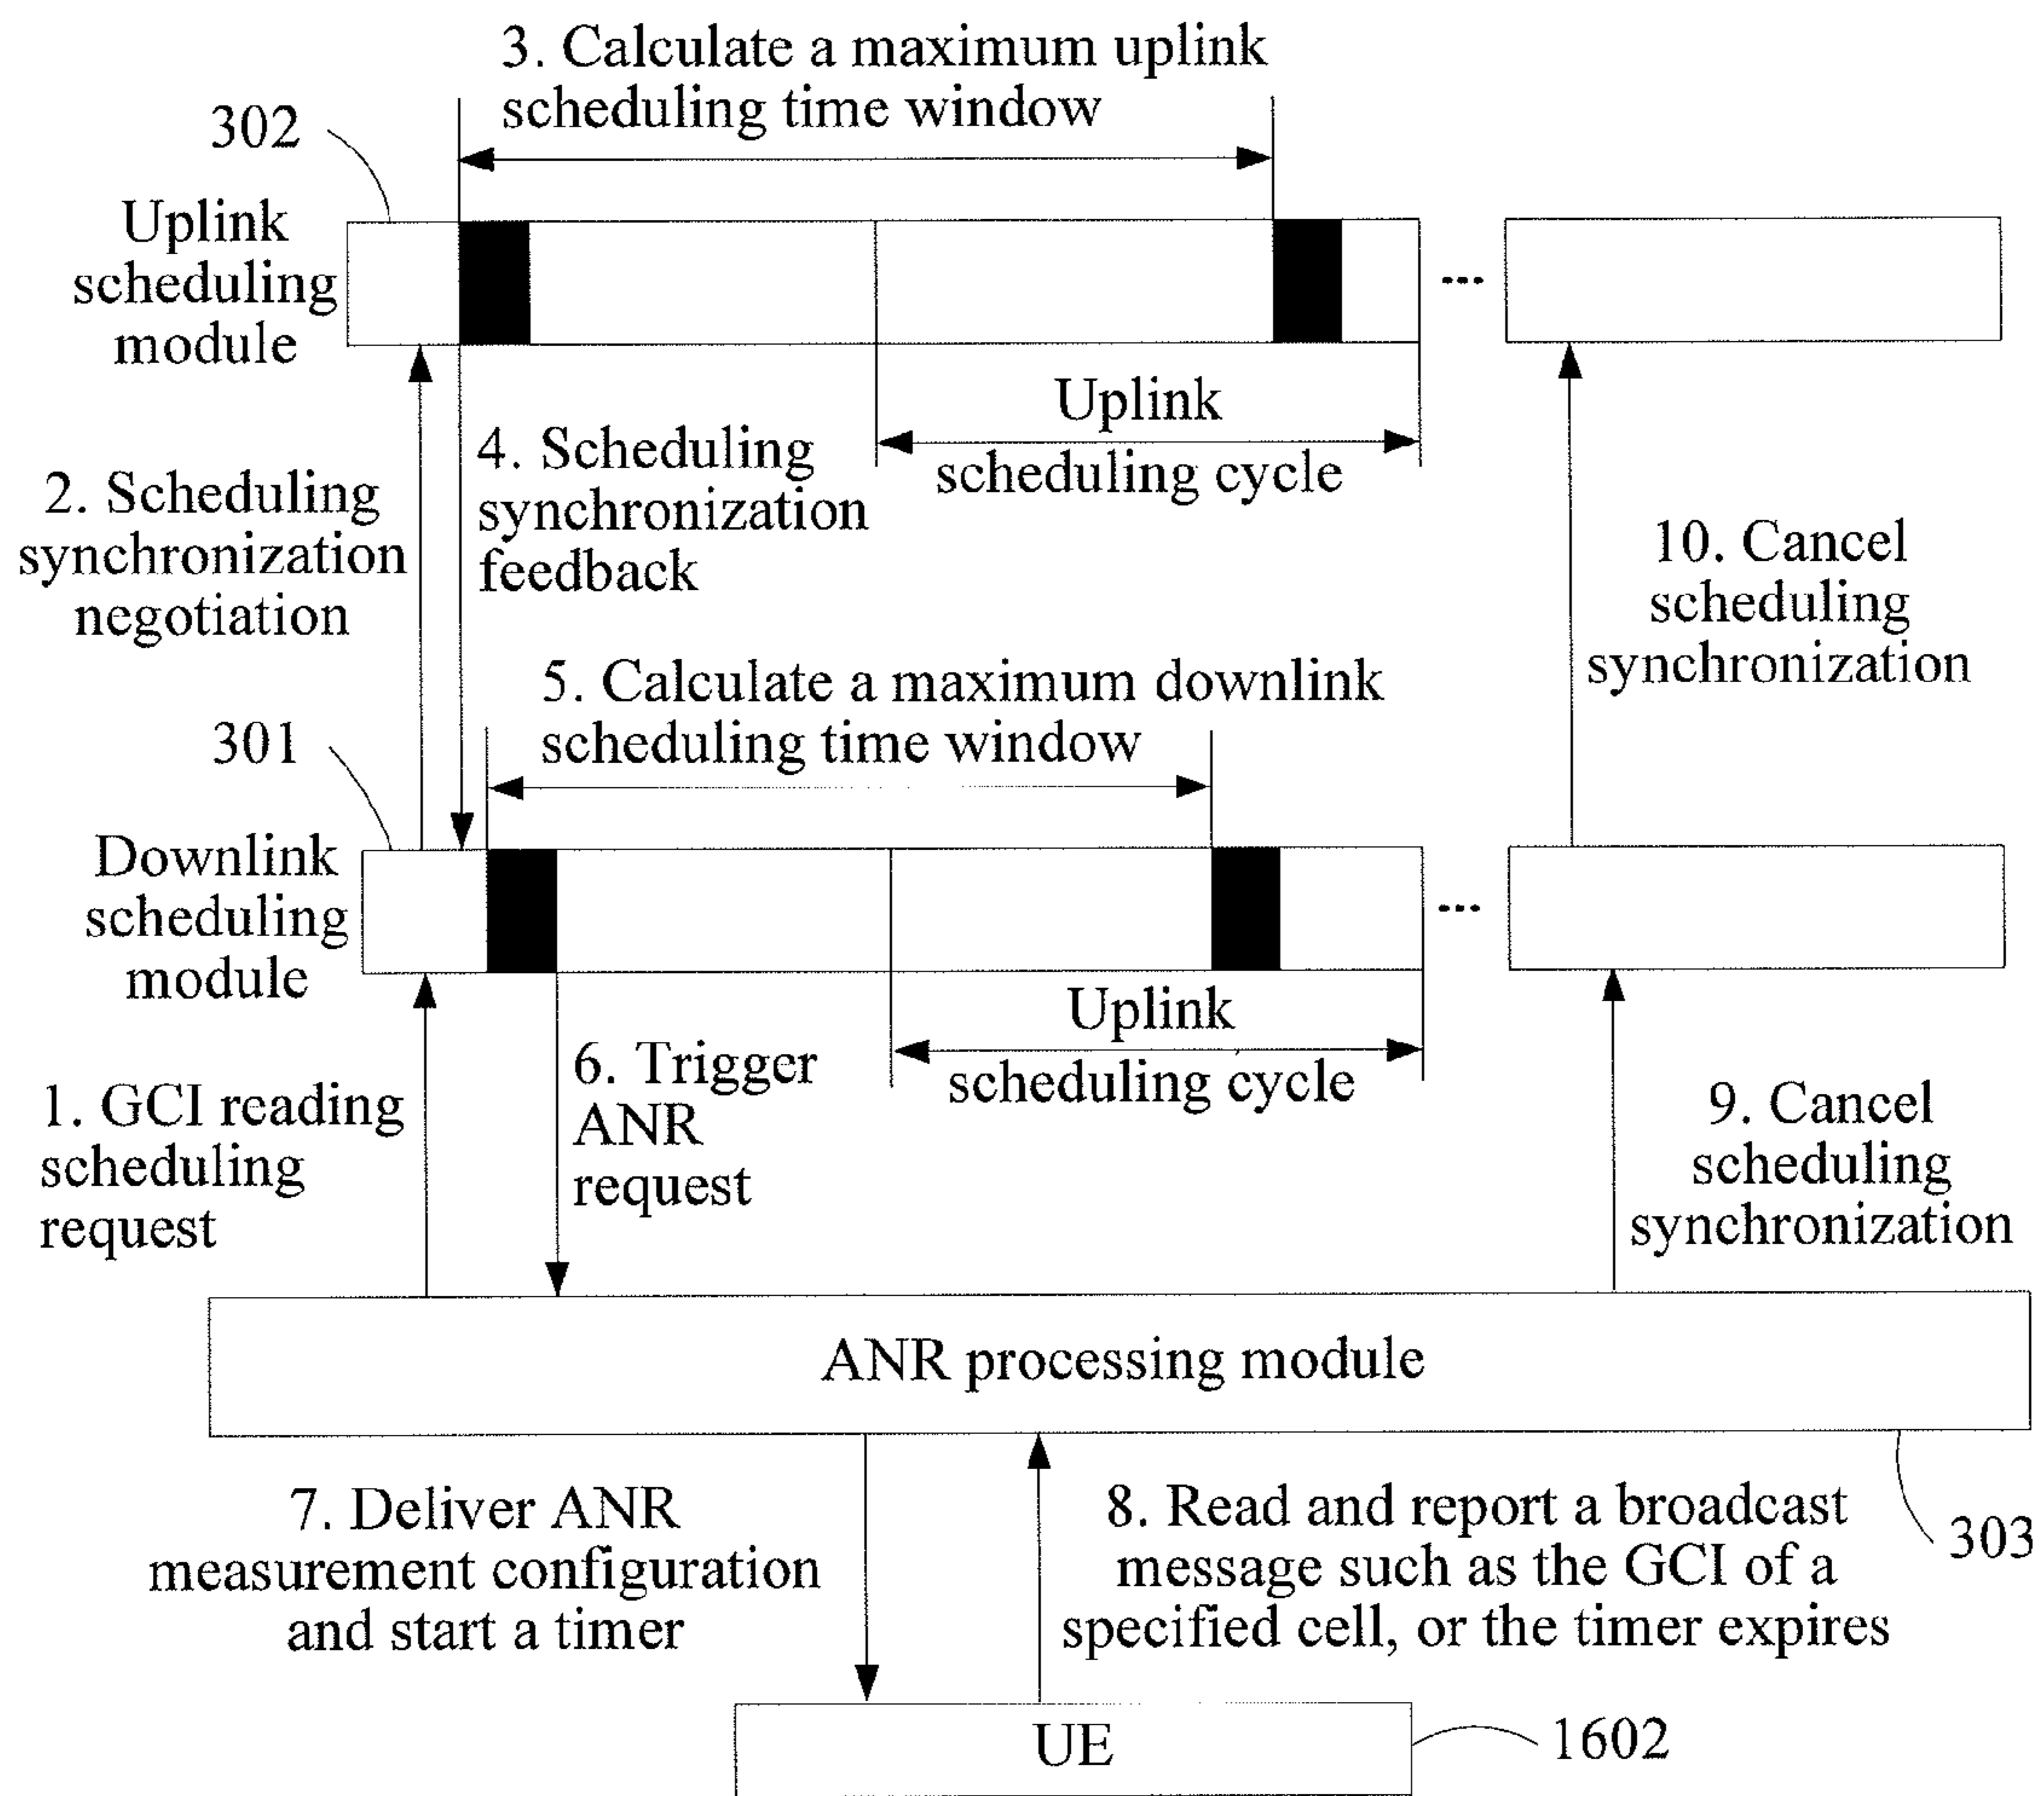 3. Calculate a maximum uplink
scheduling time window
302
Uplink
scheduling
module
...
Uplink
scheduling cycle
4. Scheduling
synchronization
feedback
2. Scheduling
synchronization
negotiation
10. Cancel
scheduling
synchronization
5. Calculate a maximum downlink
scheduling time window
301
Downlink
scheduling
module
...
Uplink
scheduling cycle
6. Trigger
ANR
request
1. GCI reading
scheduling
request
9. Cancel
scheduling
synchronization
ANR processing module
303
7. Deliver ANR
measurement configuration
and start a timer
8. Read and report a broadcast
message such as the GCI of a
specified cell, or the timer expires
UE
1602